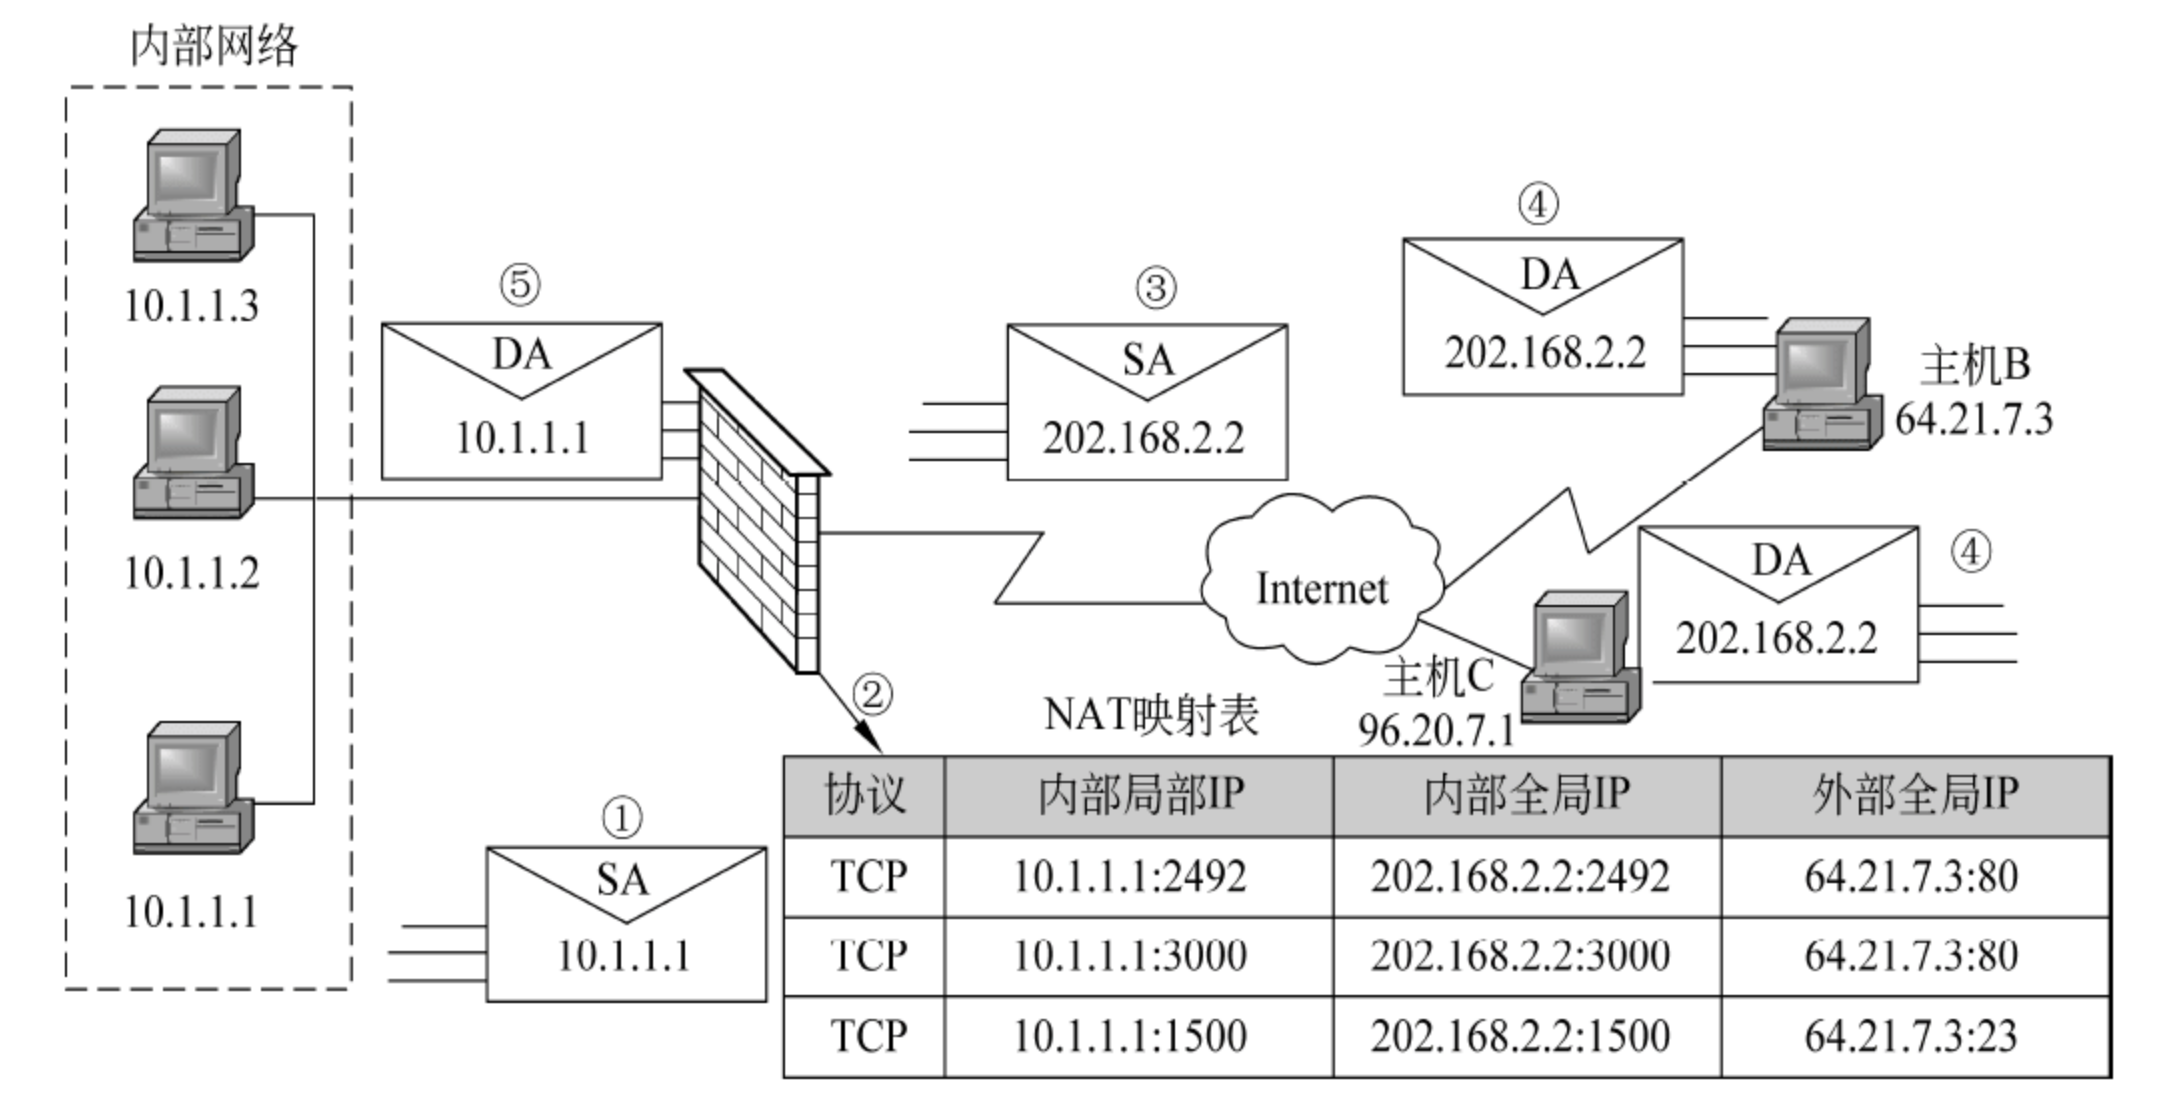 内部网络
10.1.1.3
10.1.1.2
10.1.1.1
⑤
DA
10.1.1.1
③
SA
202.168.2.2
④
DA
202.168.2.2
主机B
64.21.7.3
Internet
④
DA
202.168.2.2
主机C
96.20.7.1
①
SA
10.1.1.1
②
NAT映射表
协议 内部局部IP 内部全局IP 外部全局IP
TCP 10.1.1.1:2492 202.168.2.2:2492 64.21.7.3:80
TCP 10.1.1.1:3000 202.168.2.2:3000 64.21.7.3:80
TCP 10.1.1.1:1500 202.168.2.2:1500 64.21.7.3:23